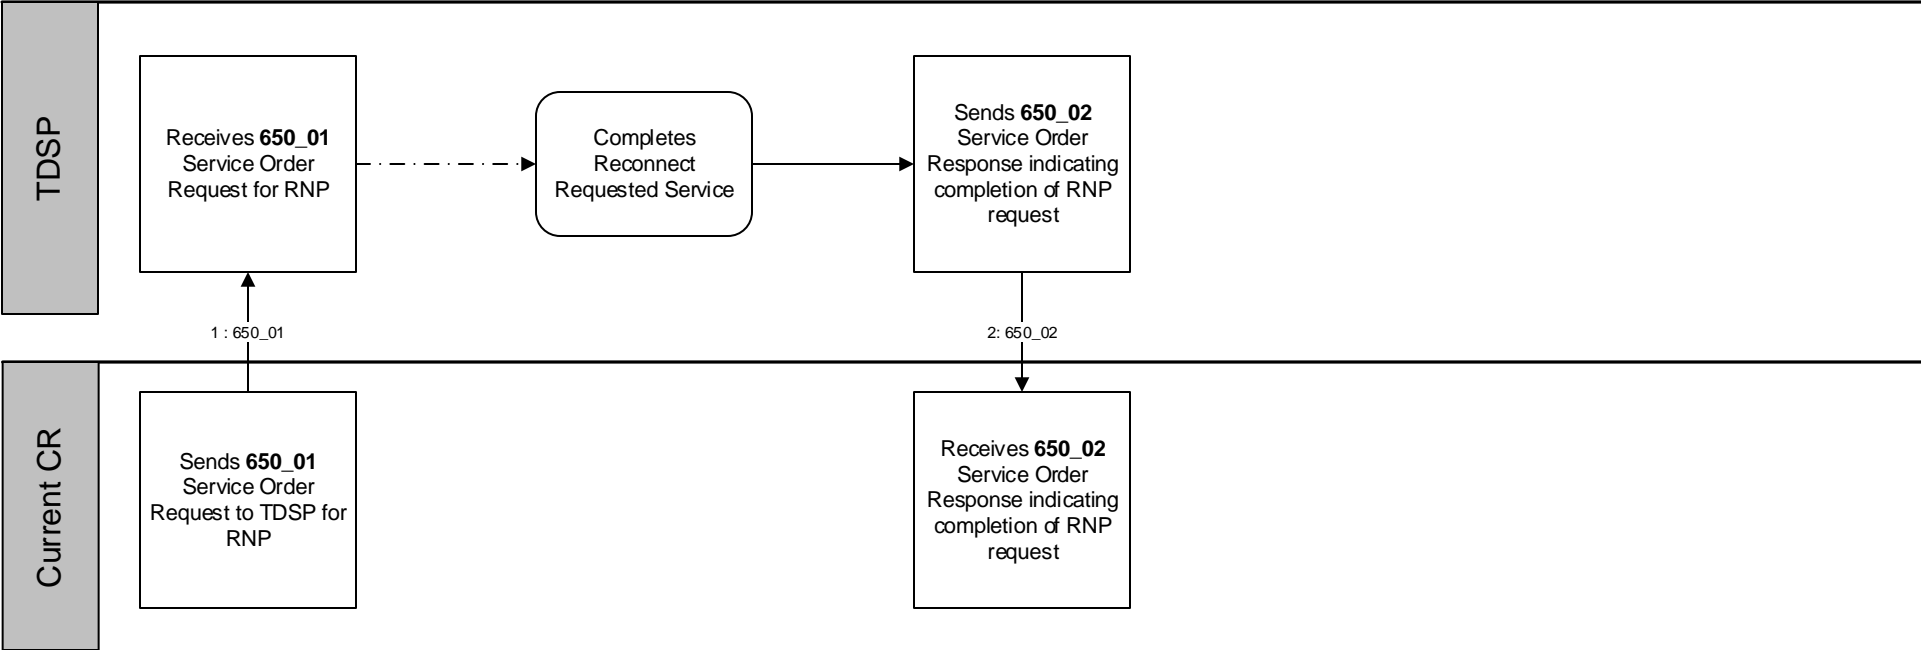 TDSP
Receives 650_01
Service Order
Request for RNP
Completes
Reconnect
Requested Service
Sends 650_02
Service Order
Response indicating
completion of RNP
request
1 : 650_01
2: 650_02
Current CR
Sends 650_01
Service Order
Request to TDSP for
RNP
Receives 650_02
Service Order
Response indicating
completion of RNP
request